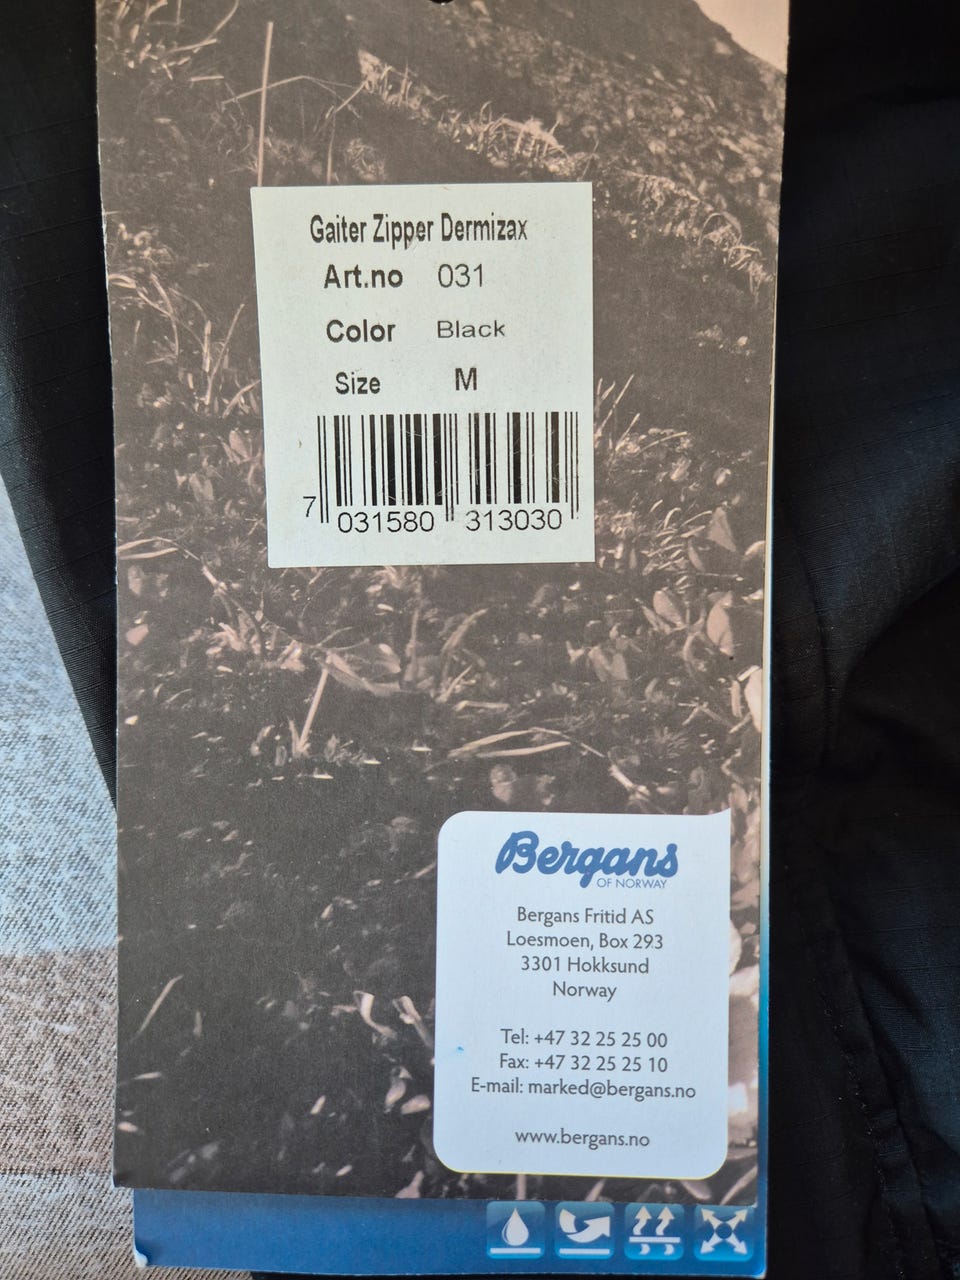 Gaiter Zipper Dermizax
Art.no 031
Color Black
Size M
7 031580 313030
Bergans
OF NORWAY
Bergans Fritid AS
Loesmoen, Box 293
3301 Hokksund
Norway
Tel: +47 32 25 25 00
Fax: +47 32 25 25 10
E-mail: marked@bergans.no
www.bergans.no